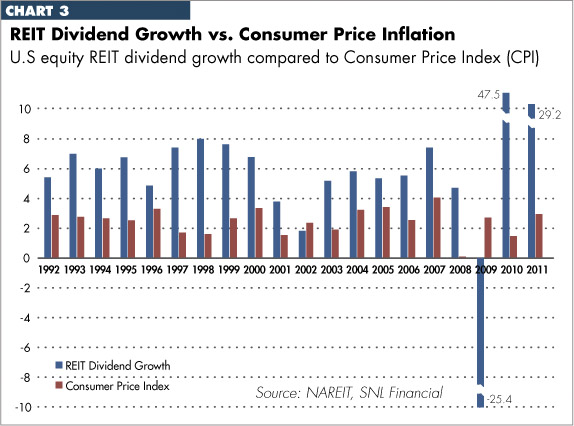 CHART 3
REIT Dividend Growth vs. Consumer Price Inflation
U.S equity REIT dividend growth compared to Consumer Price Index (CPI)
47.5
29.2
10
8
6
4
2
0
1992 1993 1994 1995 1996 1997 1998 1999 2000 2001 2002 2003 2004 2005 2006 2007 2008 2009 2010 2011
-2
-4
-6
-8
-10
REIT Dividend Growth
Consumer Price Index
Source: NAREIT, SNL Financial
-25.4